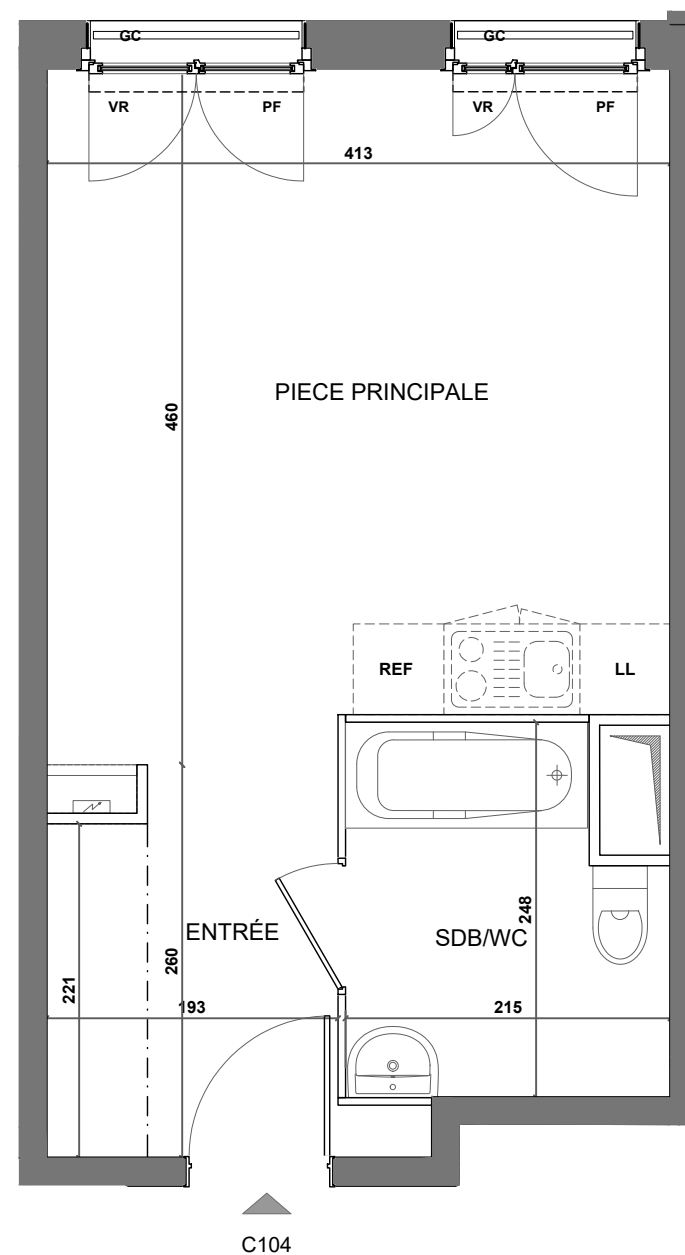 GC
GC
VR
PF
VR
PF
413
PIECE PRINCIPALE
460
REF
LL
248
ENTRÉE
SDB/WC
260
221
193
215
C104